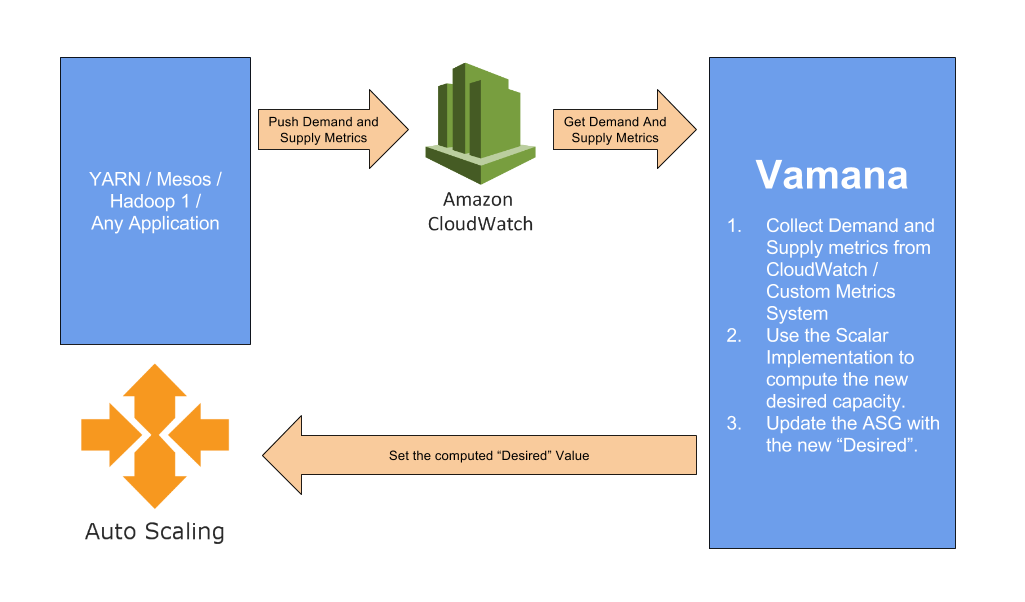 YARN / Mesos /
Hadoop 1 /
Any Application
Push Demand and
Supply Metrics
Amazon
CloudWatch
Get Demand And
Supply Metrics
Vamana
1. Collect Demand and
Supply metrics from
CloudWatch /
Custom Metrics
System
2. Use the Scalar
Implementation to
compute the new
desired capacity.
3. Update the ASG with
the new “Desired”.
Set the computed “Desired” Value
Auto Scaling